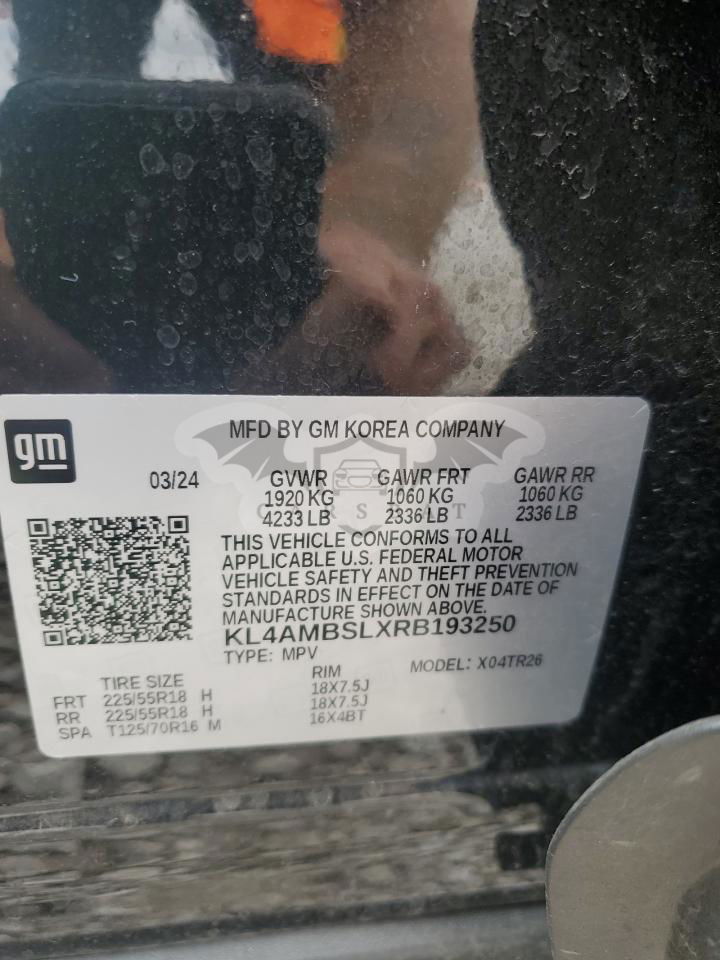 gm
MFD BY GM KOREA COMPANY
03/24 GVWR GAWR FRT GAWR RR
1920 KG 1060 KG 1060 KG
4233 LB 2336 LB 2336 LB
THIS VEHICLE CONFORMS TO ALL
APPLICABLE U.S. FEDERAL MOTOR
VEHICLE SAFETY AND THEFT PREVENTION
STANDARDS IN EFFECT ON THE DATE OF
MANUFACTURE SHOWN ABOVE.
KL4AMBSLXRB193250
TYPE: MPV MODEL: X04TR26
TIRE SIZE RIM
FRT 225/55R18 H 18X7.5J
RR 225/55R18 H 18X7.5J
SPA T125/70R16 M 16X4BT